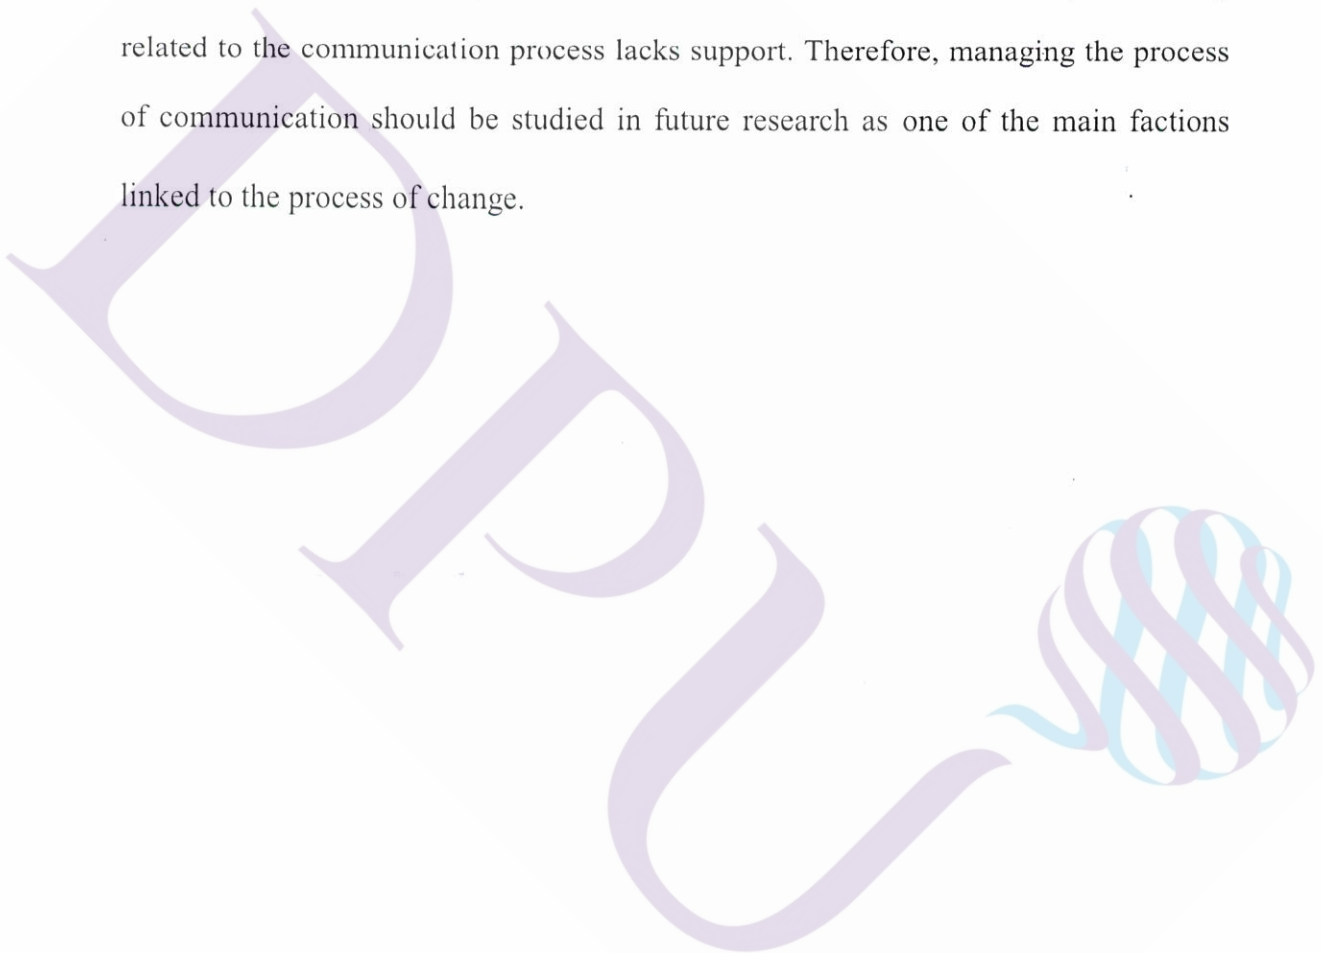 related to the communication process lacks support. Therefore, managing the process
of communication should be studied in future research as one of the main factions
linked to the process of change.
DPU